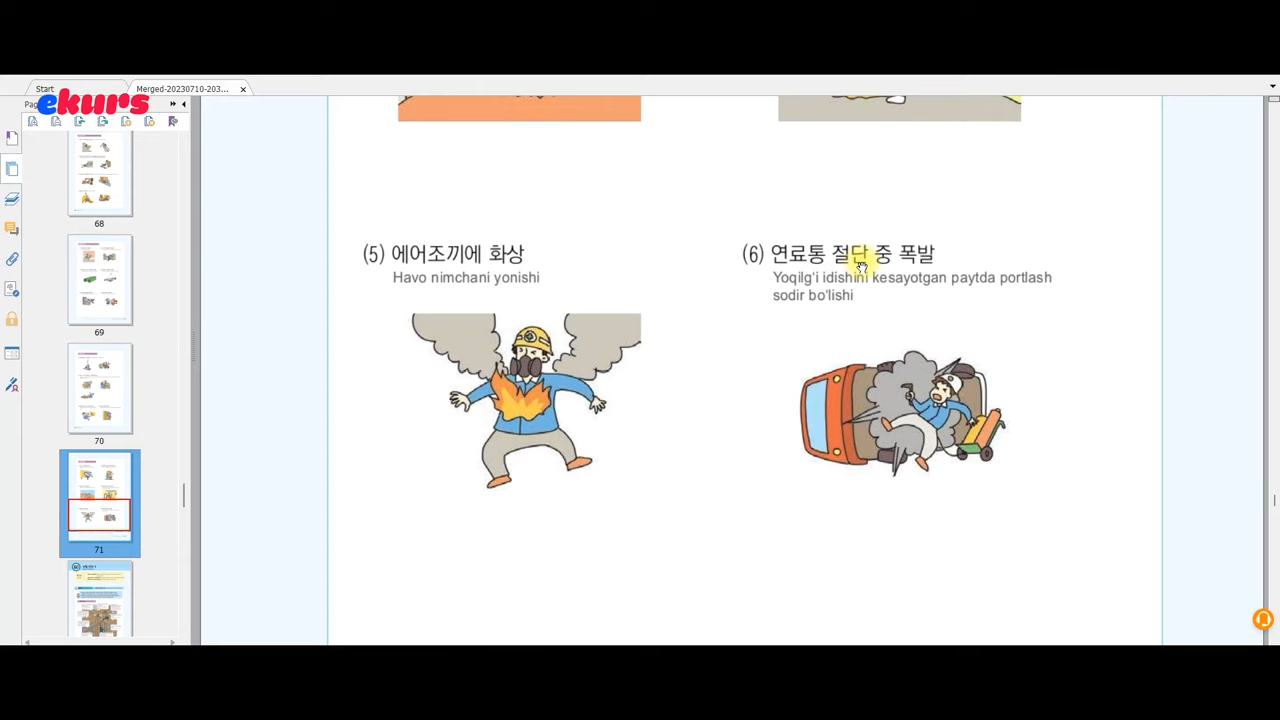 Start
Merged-20230710-203...
ekurs
68
69
70
71
(5) 에어조끼에 화상
Havo nimchani yonishi
(6) 연료통 절단 중 폭발
Yoqilg'i idishini kesayotgan paytda portlash
sodir bo'lishi